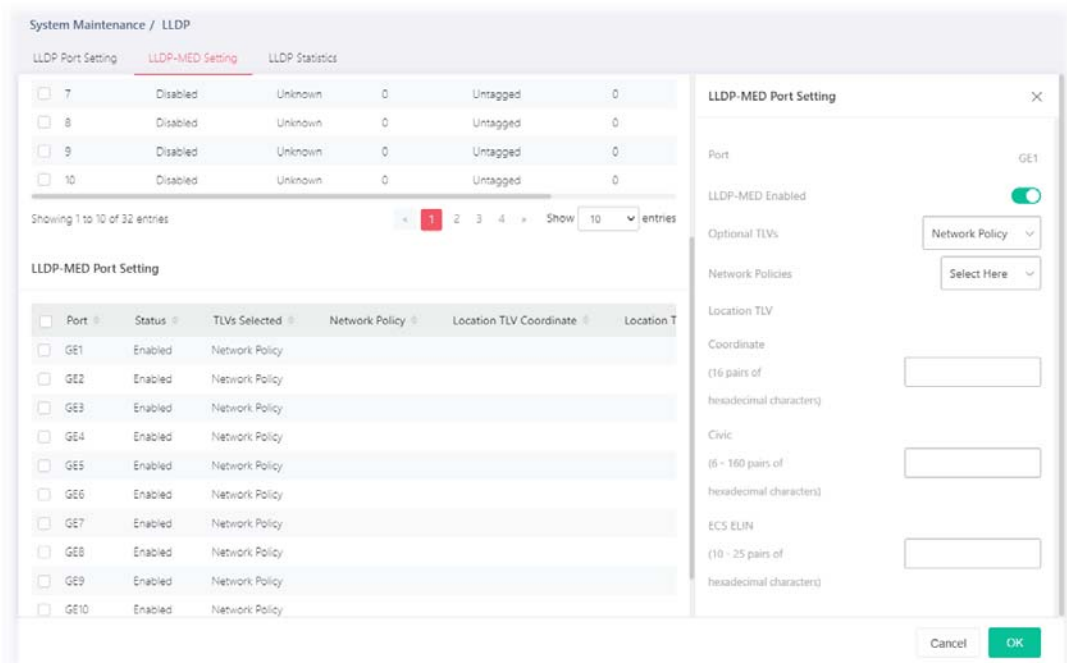 System Maintenance / LLDP
LLDP Port Setting LLDP-MED Setting LLDP Statistics
7 Disabled Unknown 0 Untagged 0
8 Disabled Unknown 0 Untagged 0
9 Disabled Unknown 0 Untagged 0
10 Disabled Unknown 0 Untagged 0
Showing 1 to 10 of 32 entries « 1 2 3 4 » Show 10 entries
LLDP-MED Port Setting
Port Status TLVs Selected Network Policy Location TLV Coordinate Location T
GE1 Enabled Network Policy
GE2 Enabled Network Policy
GE3 Enabled Network Policy
GE4 Enabled Network Policy
GE5 Enabled Network Policy
GE6 Enabled Network Policy
GE7 Enabled Network Policy
GE8 Enabled Network Policy
GE9 Enabled Network Policy
GE10 Enabled Network Policy
LLDP-MED Port Setting
Port GE1
LLDP-MED Enabled
Optional TLVs Network Policy
Network Policies Select Here
Location TLV
Coordinate
(16 pairs of
hexadecimal characters)
Civic
(6 - 160 pairs of
hexadecimal characters)
ECS ELIN
(10 - 25 pairs of
hexadecimal characters)
Cancel OK